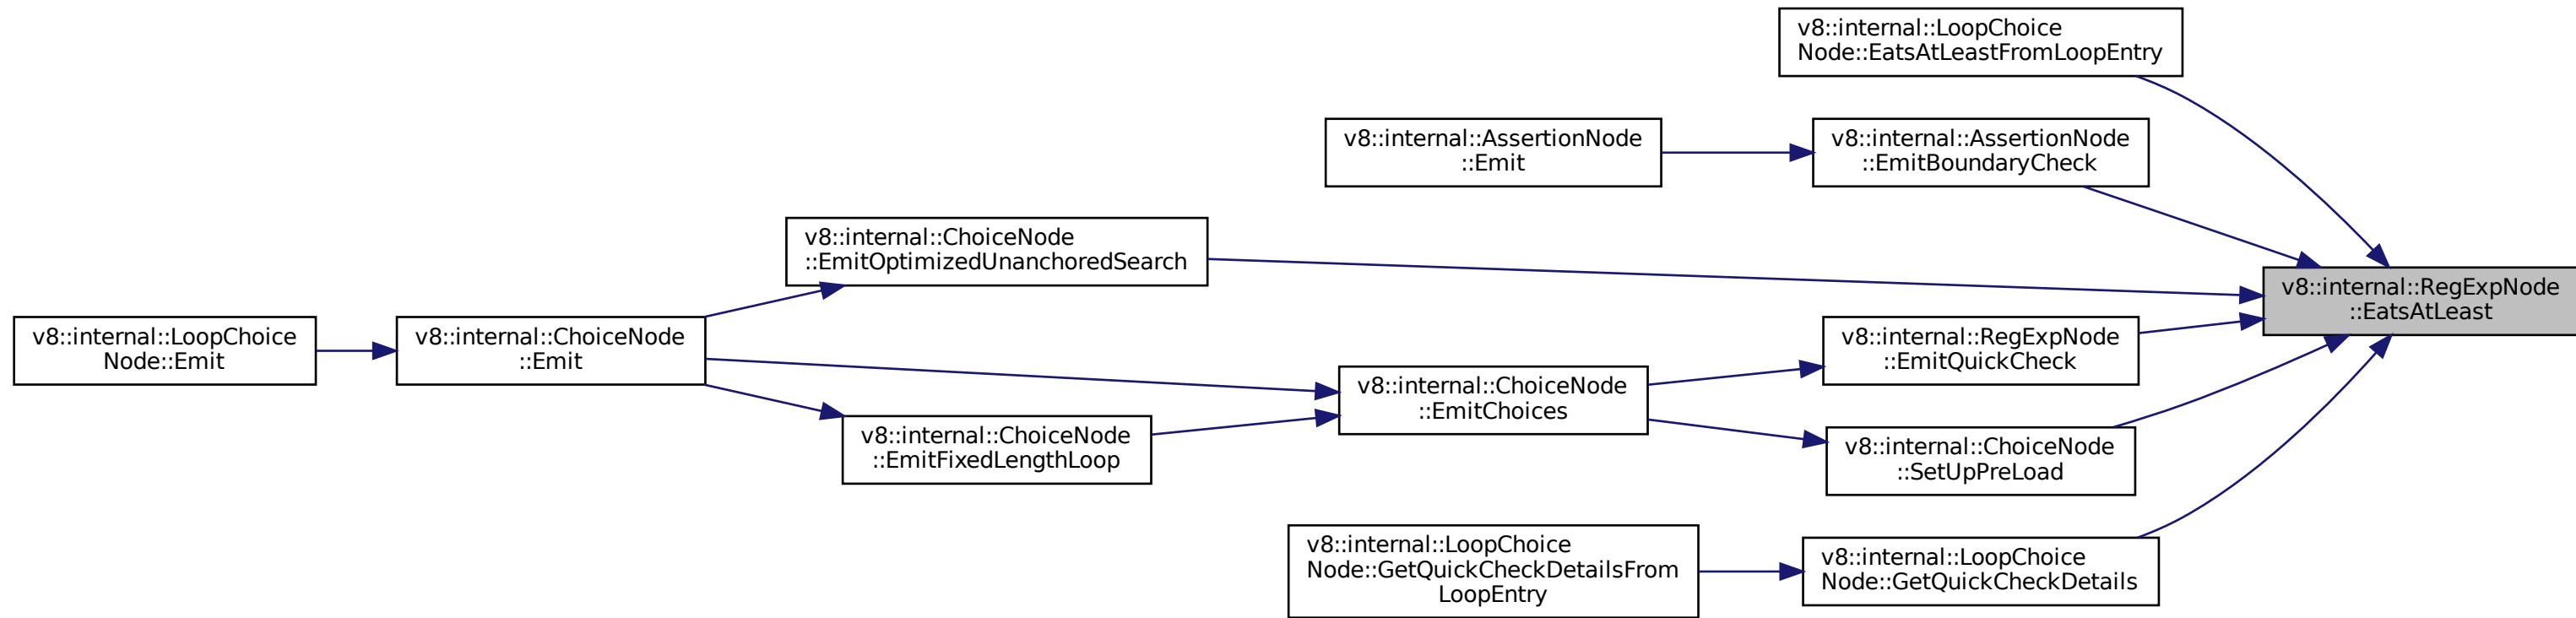 v8::internal::LoopChoice
Node::EatsAtLeastFromLoopEntry
v8::internal::AssertionNode
::Emit
v8::internal::AssertionNode
::EmitBoundaryCheck
v8::internal::ChoiceNode
::EmitOptimizedUnanchoredSearch
v8::internal::RegExpNode
::EatsAtLeast
v8::internal::LoopChoice
Node::Emit
v8::internal::ChoiceNode
::Emit
v8::internal::RegExpNode
::EmitQuickCheck
v8::internal::ChoiceNode
::EmitChoices
v8::internal::ChoiceNode
::EmitFixedLengthLoop
v8::internal::ChoiceNode
::SetUpPreLoad
v8::internal::LoopChoice
Node::GetQuickCheckDetailsFrom
LoopEntry
v8::internal::LoopChoice
Node::GetQuickCheckDetails